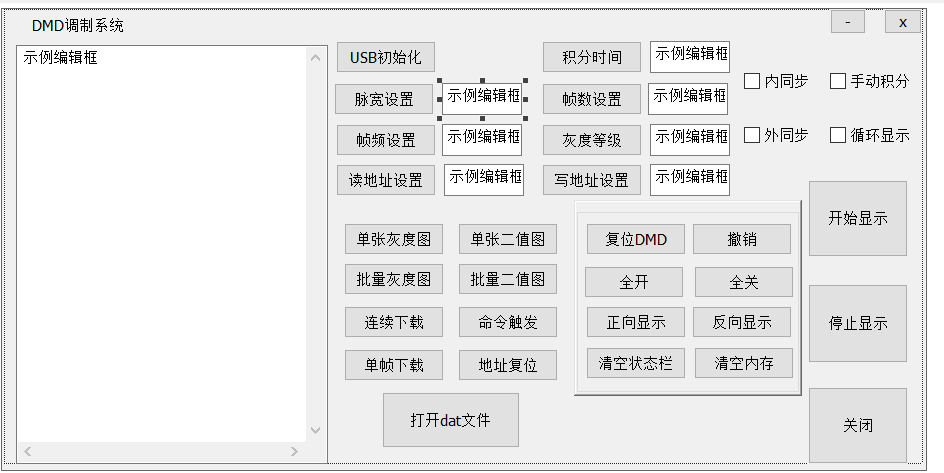 DMD调制系统
-
x
示例编辑框
USB初始化
积分时间
示例编辑框
内同步
手动积分
脉宽设置
示例编辑框
帧数设置
示例编辑框
帧频设置
示例编辑框
灰度等级
示例编辑框
外同步
循环显示
读地址设置
示例编辑框
写地址设置
示例编辑框
开始显示
单张灰度图
单张二值图
复位DMD
撤销
批量灰度图
批量二值图
全开
全关
连续下载
命令触发
正向显示
反向显示
停止显示
单帧下载
地址复位
清空状态栏
清空内存
打开dat文件
关闭